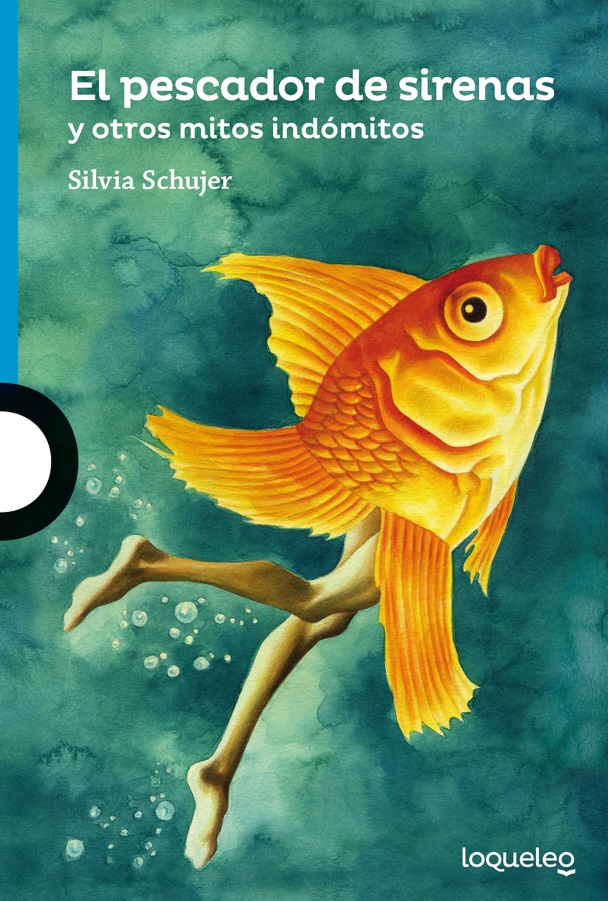 El pescador de sirenas
y otros mitos indómitos
Silvia Schujer
loqueleo